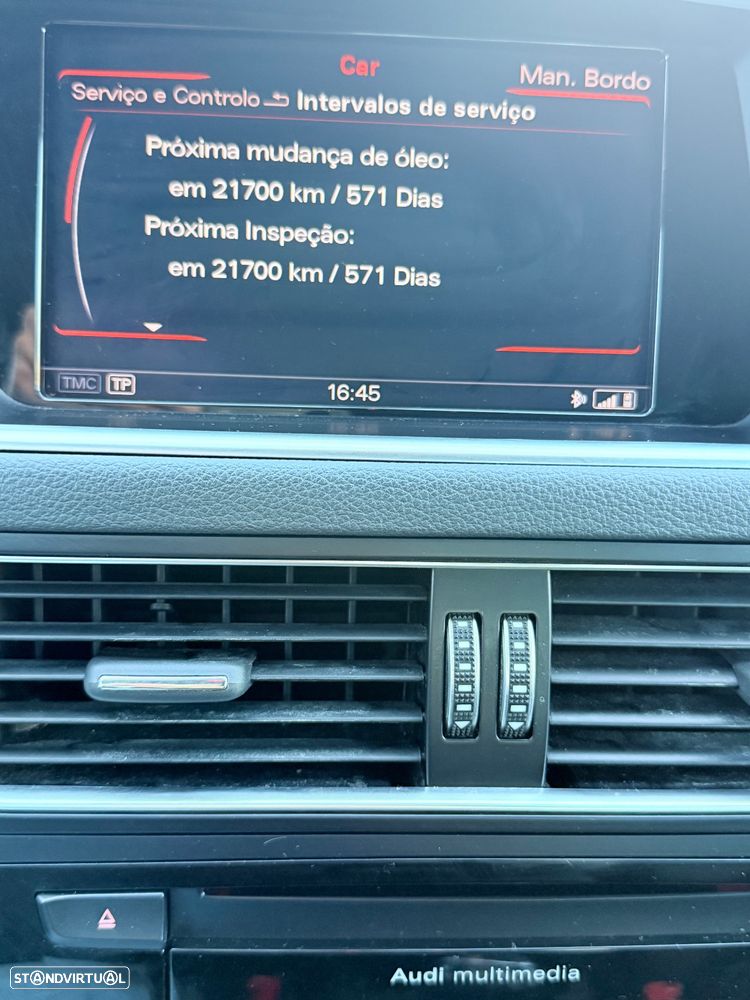 Car
Man. Bordo
Serviço e Controlo Intervalos de serviço
Próxima mudança de óleo:
em 21700 km / 571 Dias
Próxima Inspeção:
em 21700 km / 571 Dias
TMC TP
16:45
Audi multimedia
STANDVIRTUAL